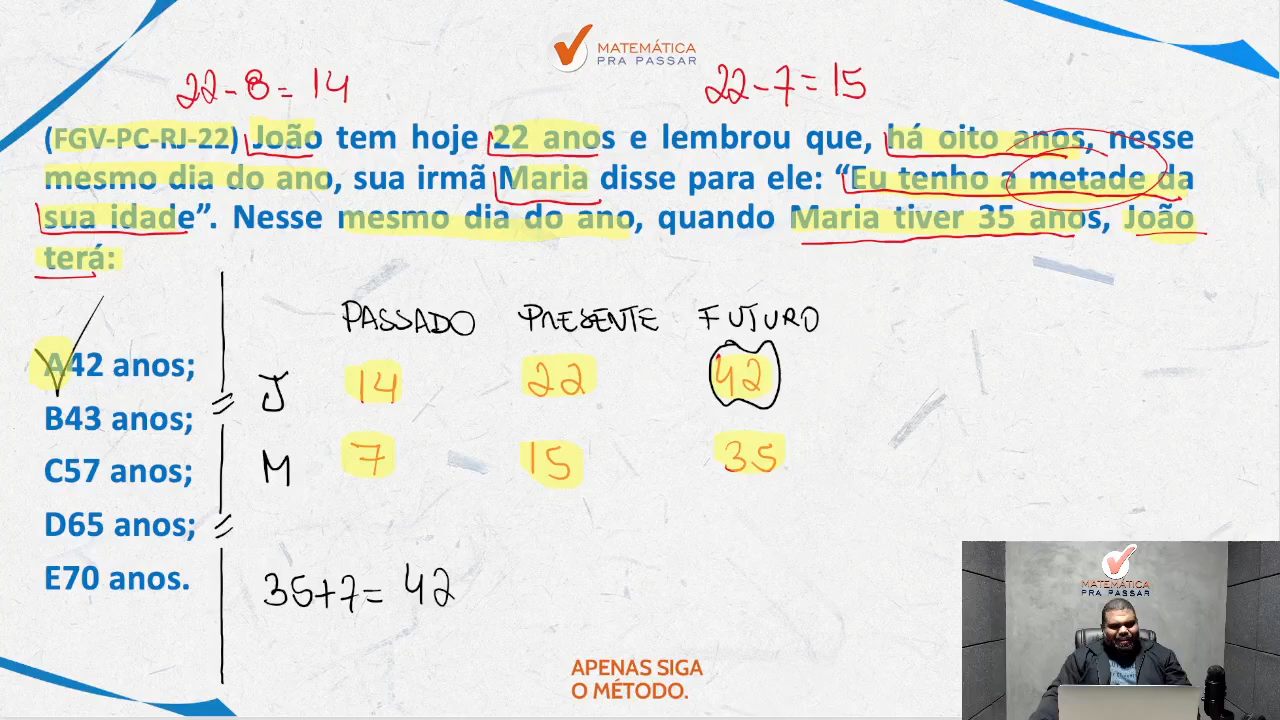 MATEMÁTICA
PRA PASSAR
22 - 8 = 14
22 - 7 = 15
(FGV-PC-RJ-22) João tem hoje 22 anos e lembrou que, há oito anos, nesse
mesmo dia do ano, sua irmã Maria disse para ele: “Eu tenho a metade da
sua idade”. Nesse mesmo dia do ano, quando Maria tiver 35 anos, João
terá:
PASSADO PRESENTE FUTURO
A42 anos;
J 14 22 42
B43 anos;
M 7 15 35
C57 anos;
D65 anos;
E70 anos.
35+7= 42
MATEMÁTICA
PRA PASSAR
APENAS SIGA
O MÉTODO.